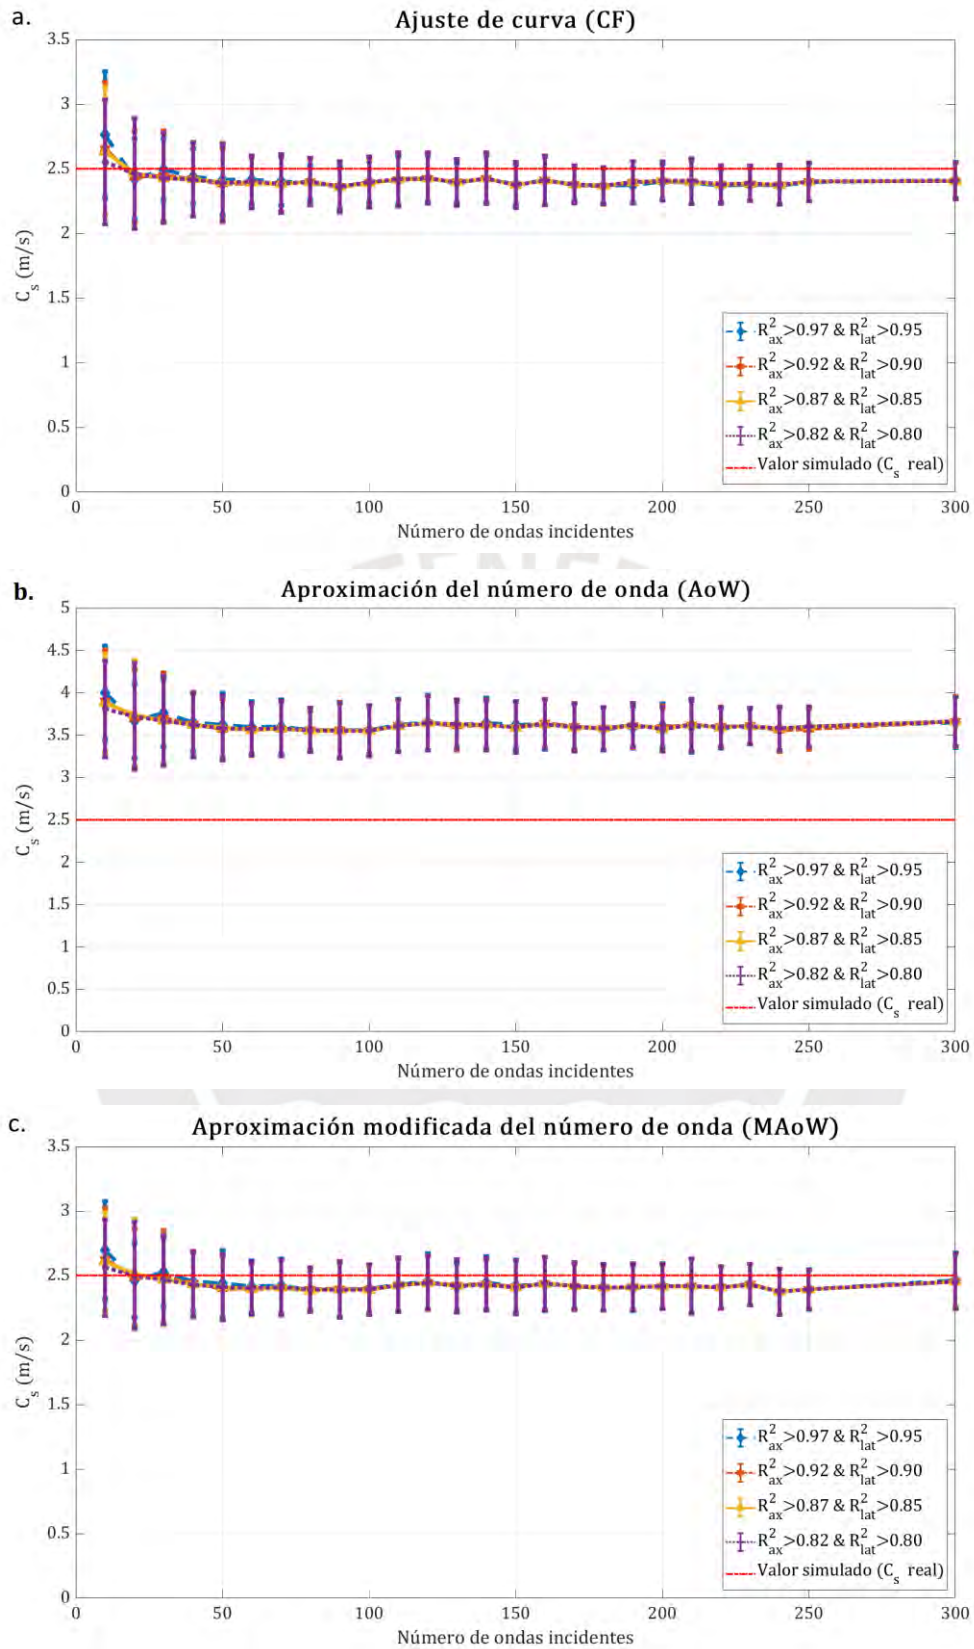 a.
Ajuste de curva (CF)
3.5
3
2.5
2
1.5
1
0.5
0
C_s (m/s)
R²_ax>0.97 & R²_lat>0.95
R²_ax>0.92 & R²_lat>0.90
R²_ax>0.87 & R²_lat>0.85
R²_ax>0.82 & R²_lat>0.80
Valor simulado (C_s real)
0 50 100 150 200 250 300
Número de ondas incidentes
b.
Aproximación del número de onda (AoW)
5
4.5
4
3.5
3
2.5
2
1.5
1
0.5
0
C_s (m/s)
R²_ax>0.97 & R²_lat>0.95
R²_ax>0.92 & R²_lat>0.90
R²_ax>0.87 & R²_lat>0.85
R²_ax>0.82 & R²_lat>0.80
Valor simulado (C_s real)
0 50 100 150 200 250 300
Número de ondas incidentes
c.
Aproximación modificada del número de onda (MAoW)
3.5
3
2.5
2
1.5
1
0.5
0
C_s (m/s)
R²_ax>0.97 & R²_lat>0.95
R²_ax>0.92 & R²_lat>0.90
R²_ax>0.87 & R²_lat>0.85
R²_ax>0.82 & R²_lat>0.80
Valor simulado (C_s real)
0 50 100 150 200 250 300
Número de ondas incidentes